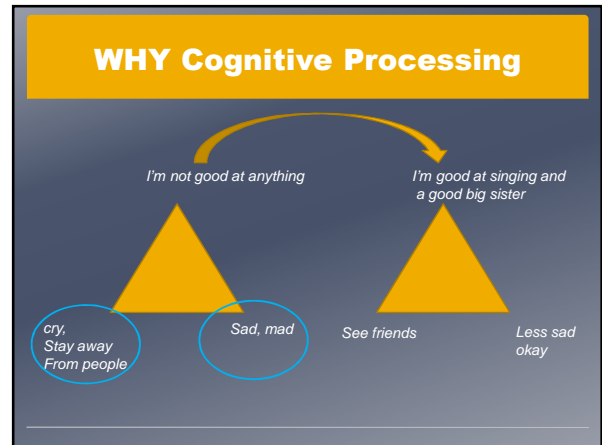 WHY Cognitive Processing
I'm not good at anything
I'm good at singing and
a good big sister
cry,
Stay away
From people
Sad, mad
See friends
Less sad
okay